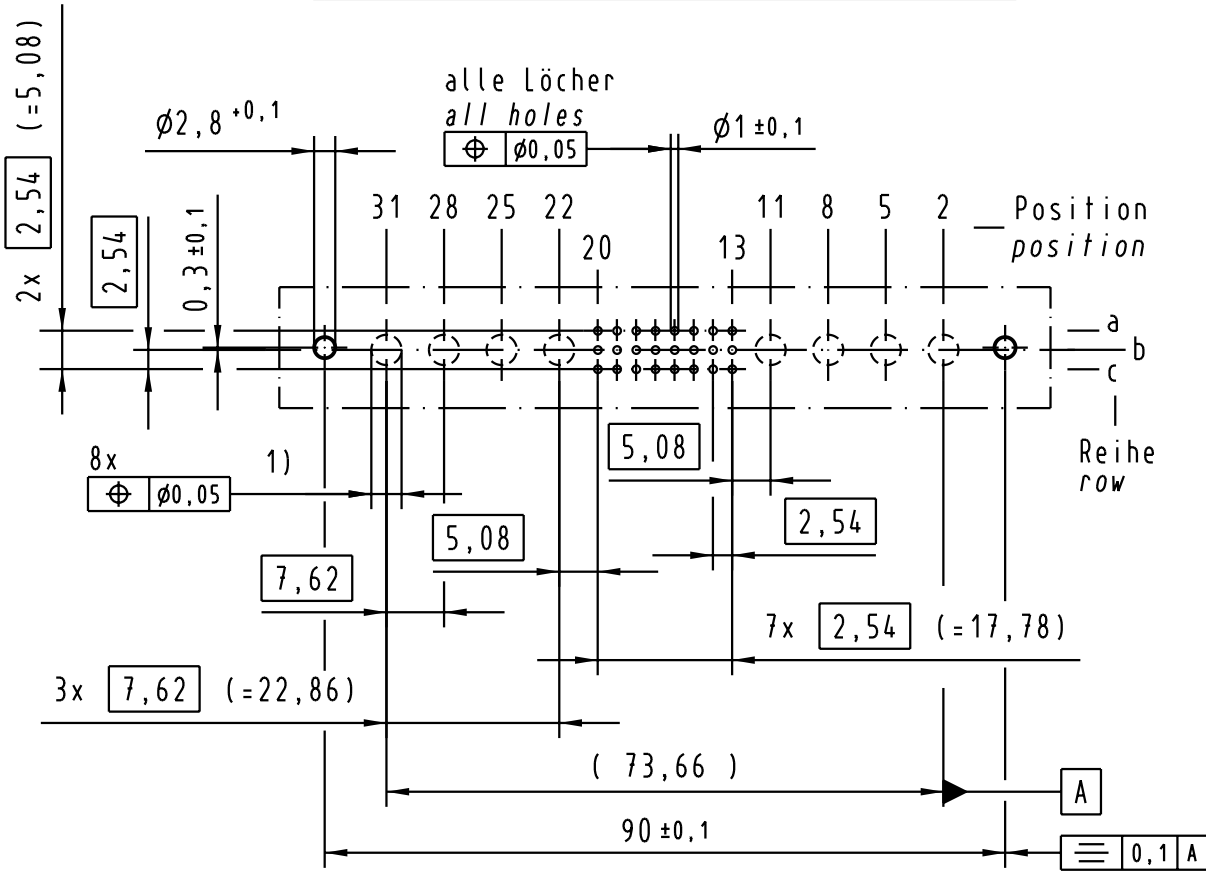 2x 2,54 (=5,08)
2,54
0,3 ±0,1
Ø2,8 +0,1
alle Löcher
all holes
⌖ Ø0,05
Ø1 ±0,1
31 28 25 22 11 8 5 2
20 13
Position
position
a
b
c
Reihe
row
8x 1)
⌖ Ø0,05
5,08
2,54
5,08
7,62
7x 2,54 (=17,78)
3x 7,62 (=22,86)
( 73,66 )
A
90 ±0,1
⌯ 0,1 A